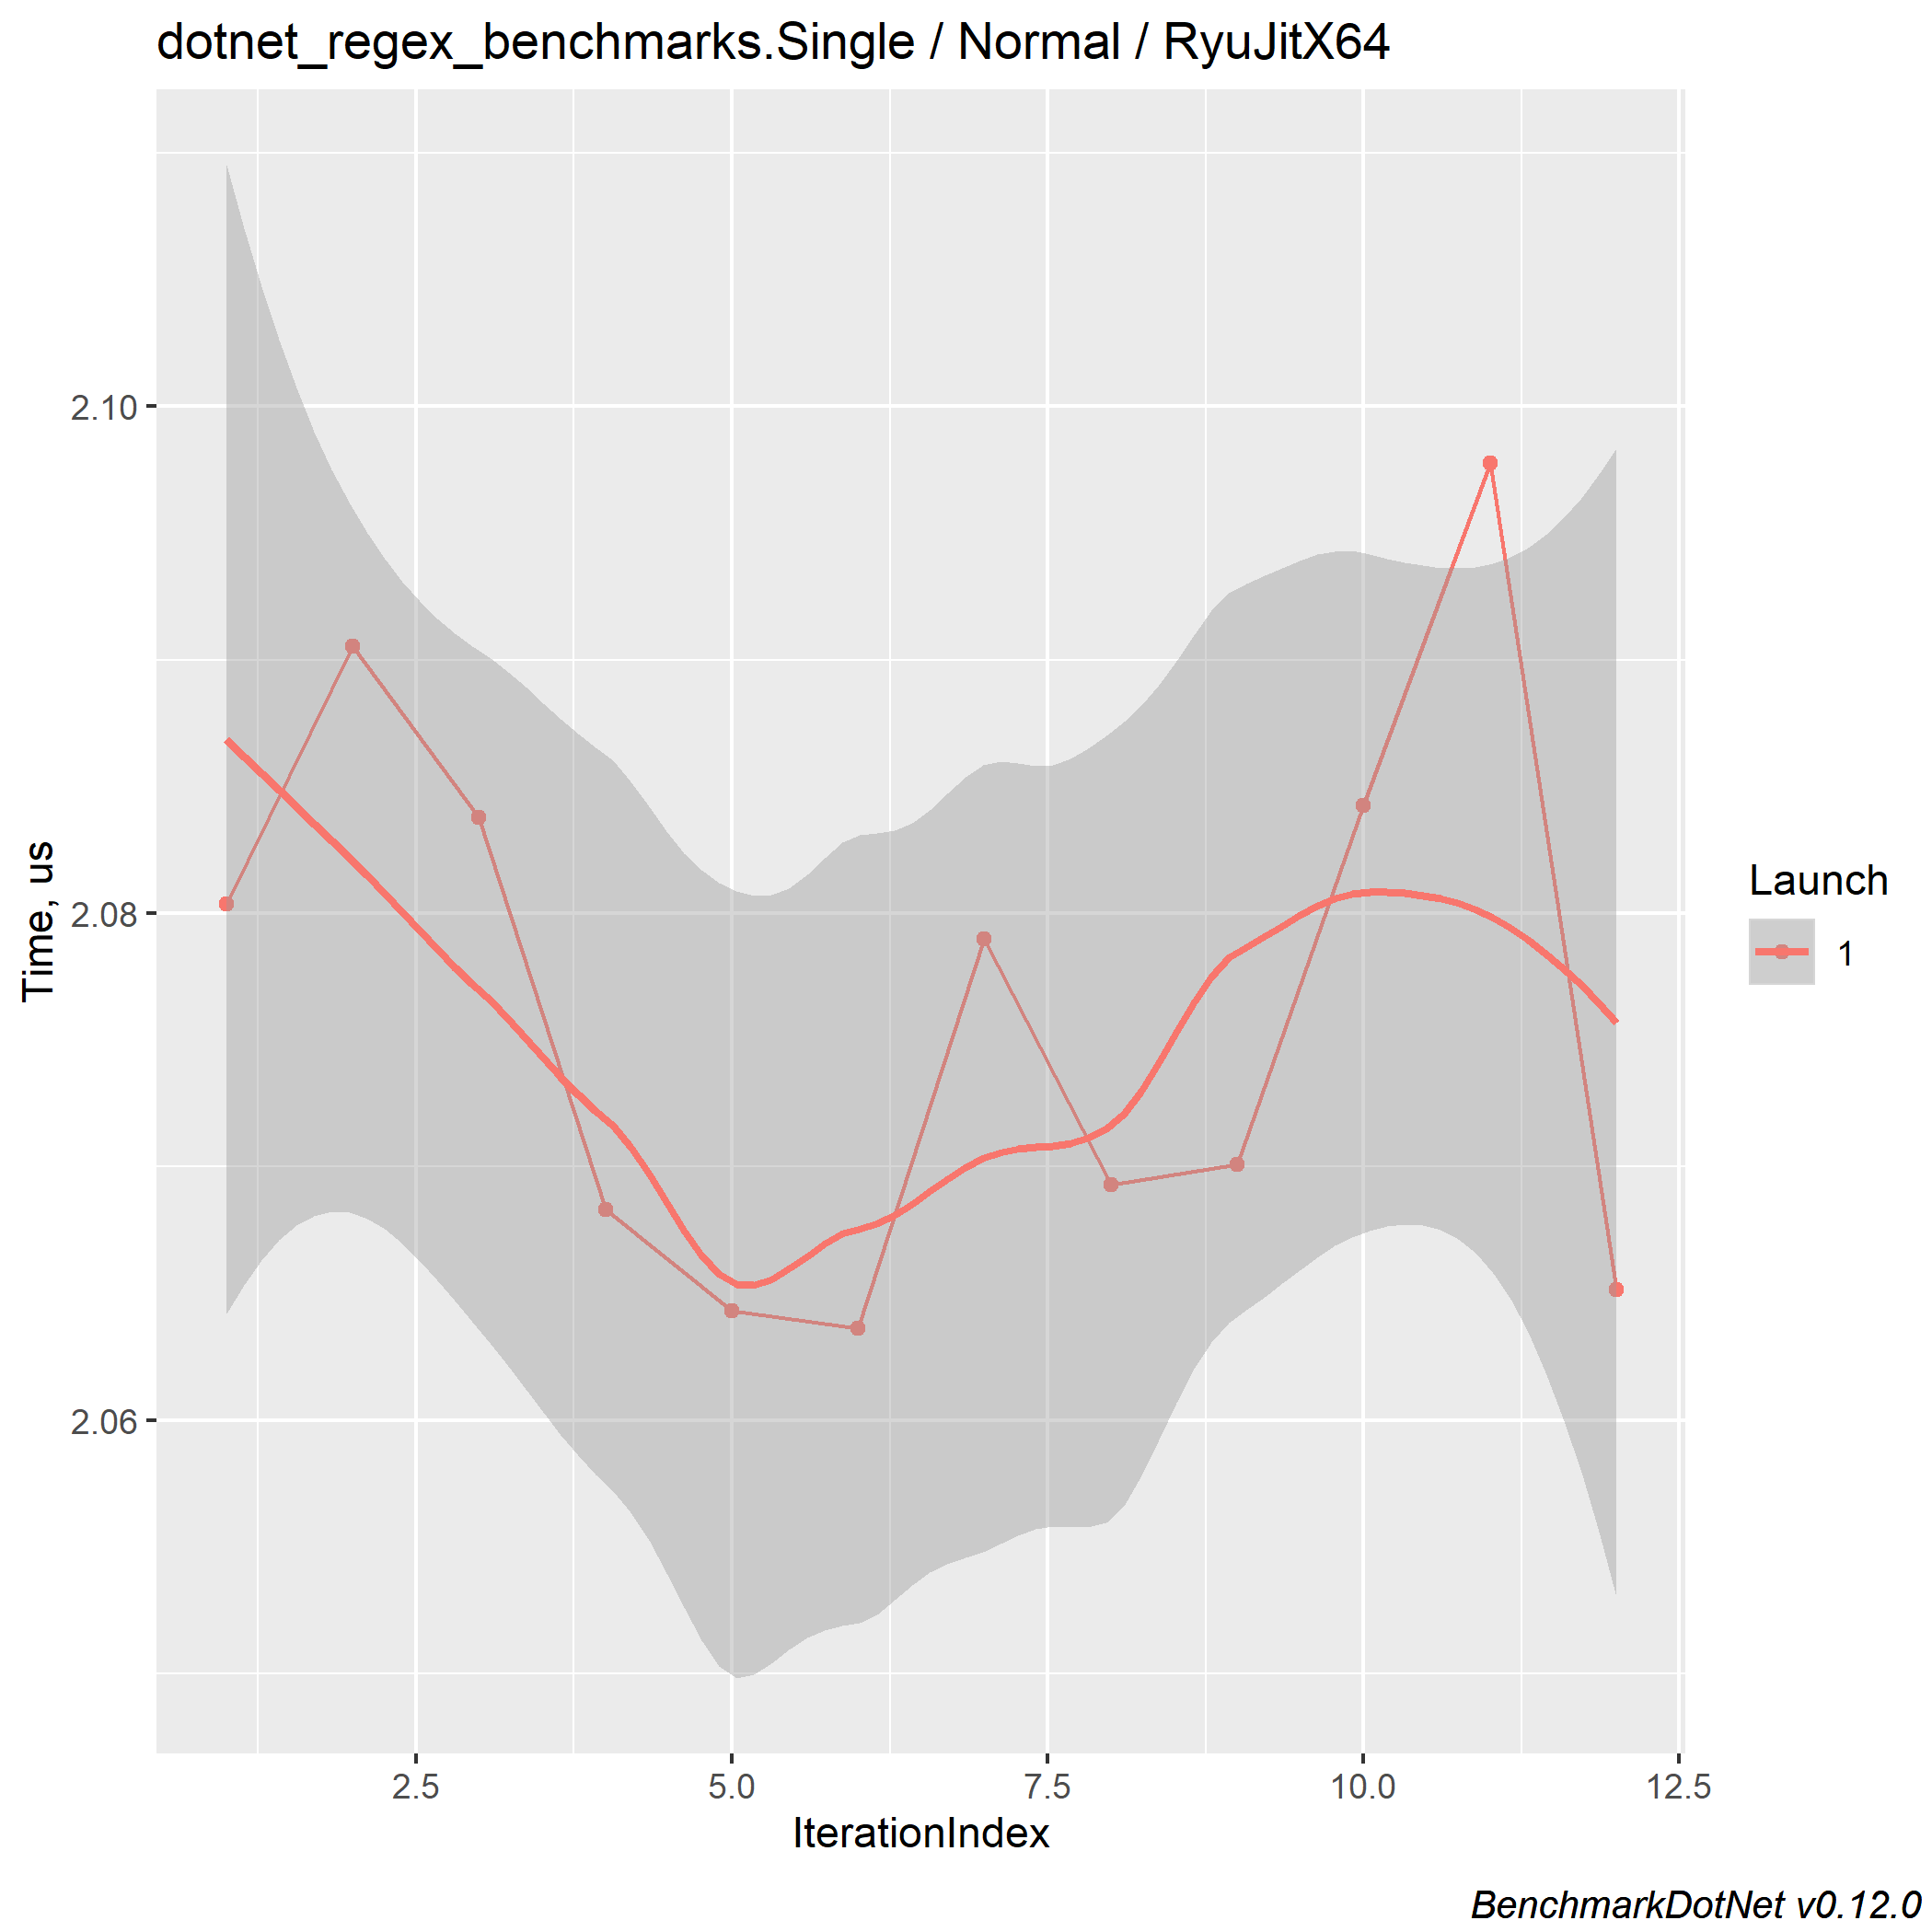 dotnet_regex_benchmarks.Single / Normal / RyuJitX64
Time, us
2.10
2.08
2.06
2.5
5.0
7.5
10.0
12.5
IterationIndex
Launch
1
BenchmarkDotNet v0.12.0